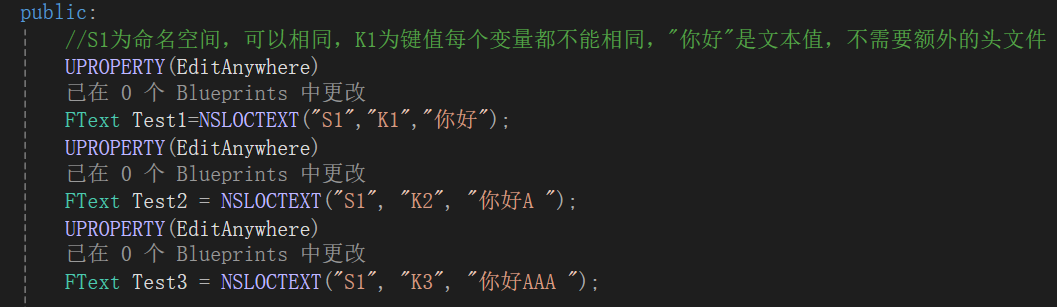 public:
//S1为命名空间，可以相同，K1为键值每个变量都不能相同，"你好"是文本值，不需要额外的头文件
UPROPERTY(EditAnywhere)
已在 0 个 Blueprints 中更改
FText Test1=NSLOCTEXT("S1","K1","你好");
UPROPERTY(EditAnywhere)
已在 0 个 Blueprints 中更改
FText Test2 = NSLOCTEXT("S1", "K2", "你好A ");
UPROPERTY(EditAnywhere)
已在 0 个 Blueprints 中更改
FText Test3 = NSLOCTEXT("S1", "K3", "你好AAA ");